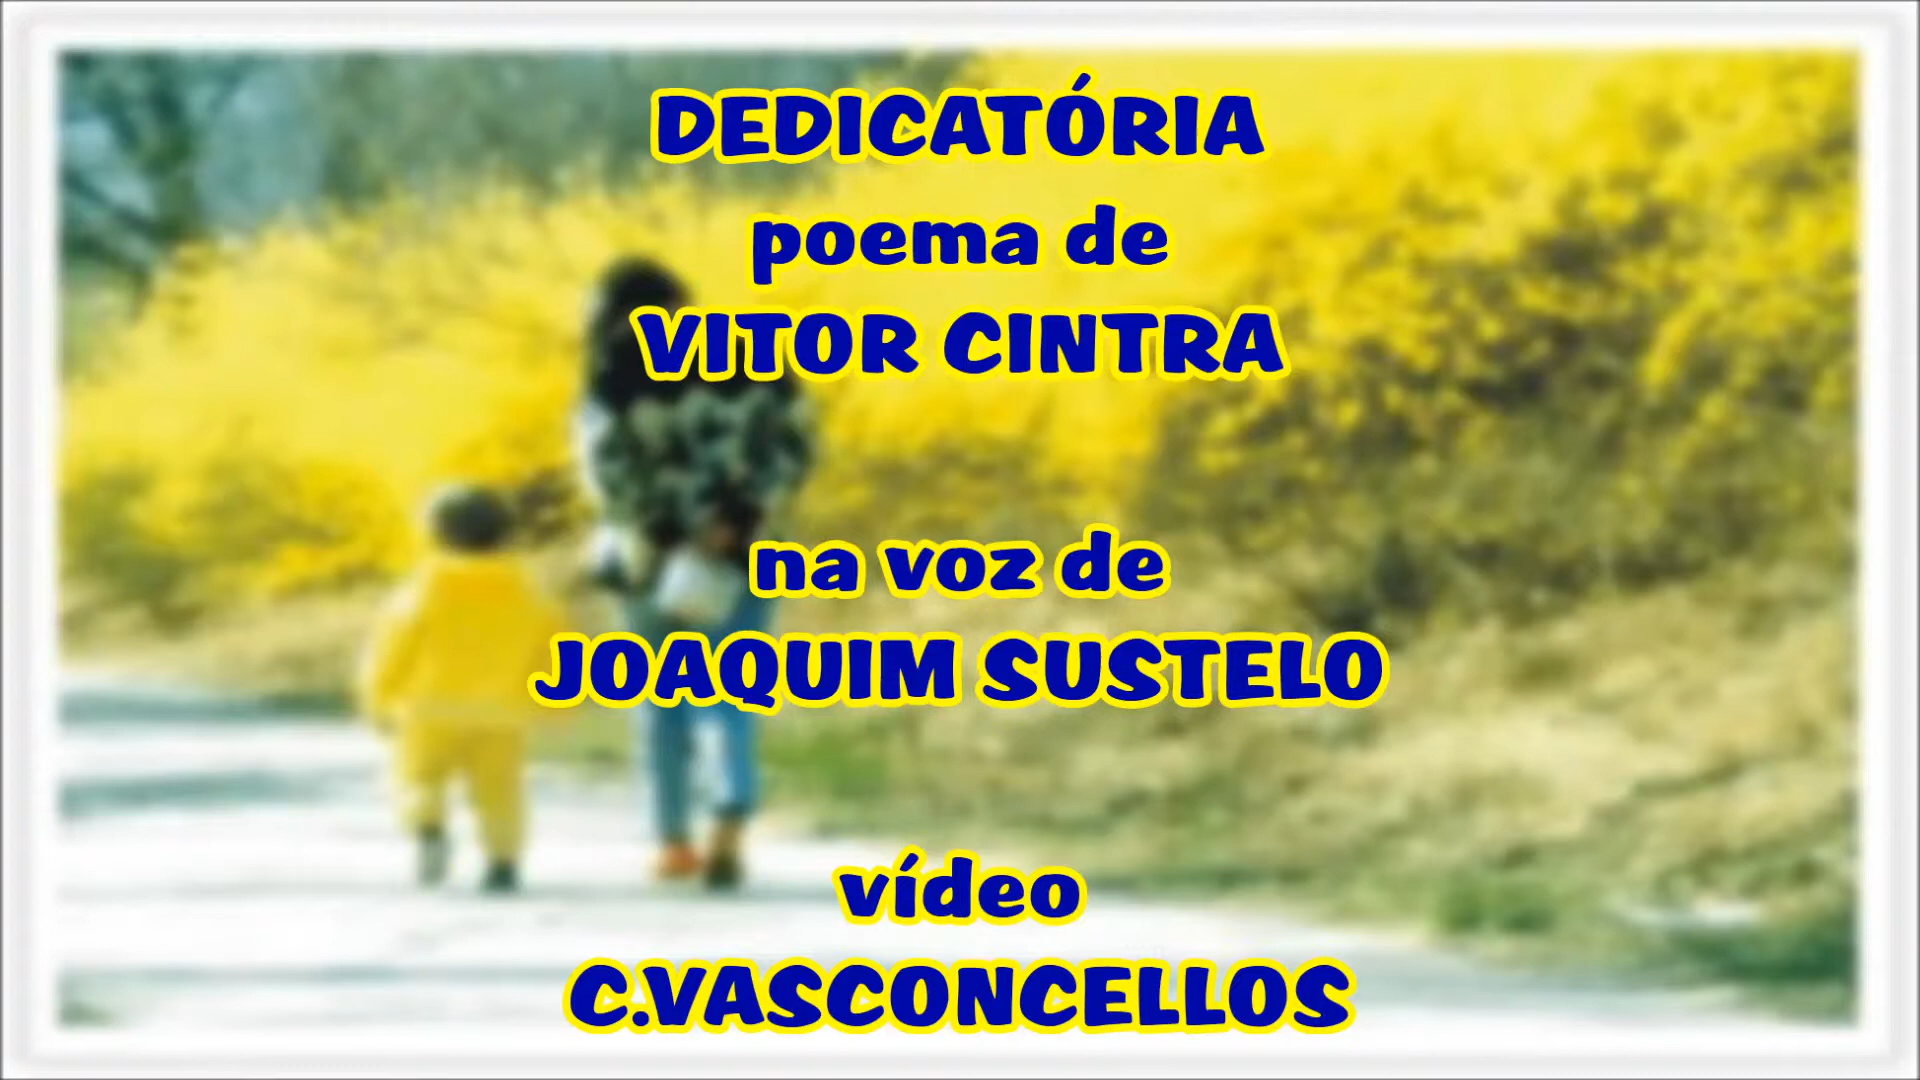 DEDICATÓRIA
poema de
VITOR CINTRA
na voz de
JOAQUIM SUSTELO
vídeo
C.VASCONCELLOS